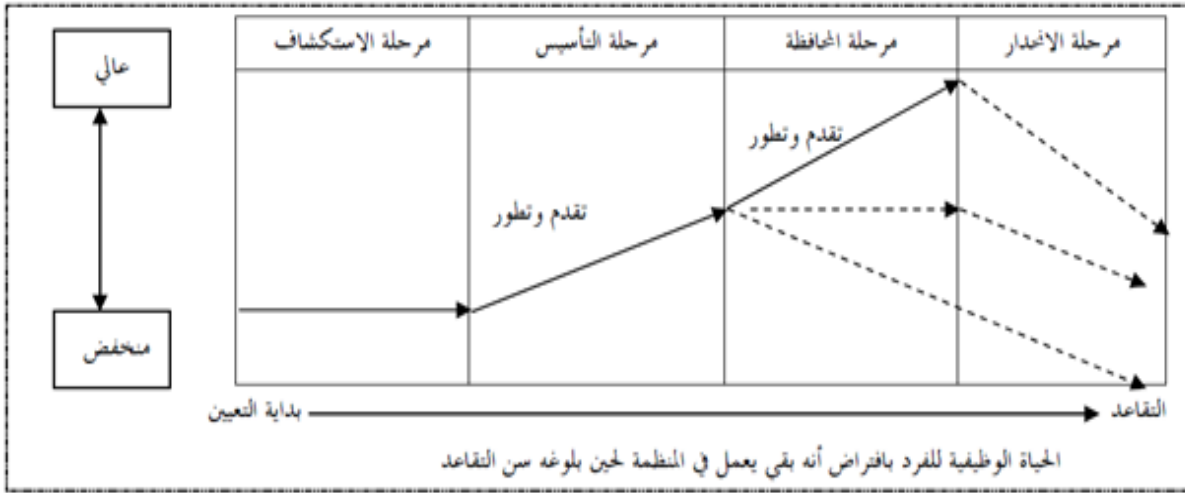 مرحلة الاستكشاف
مرحلة التأسيس
مرحلة المحافظة
مرحلة الانحدار
عالي
تقدم وتطور
تقدم وتطور
منخفض
بداية التعيين
التقاعد
الحياة الوظيفية للفرد بافتراض أنه بقي يعمل في المنظمة لحين بلوغه سن التقاعد